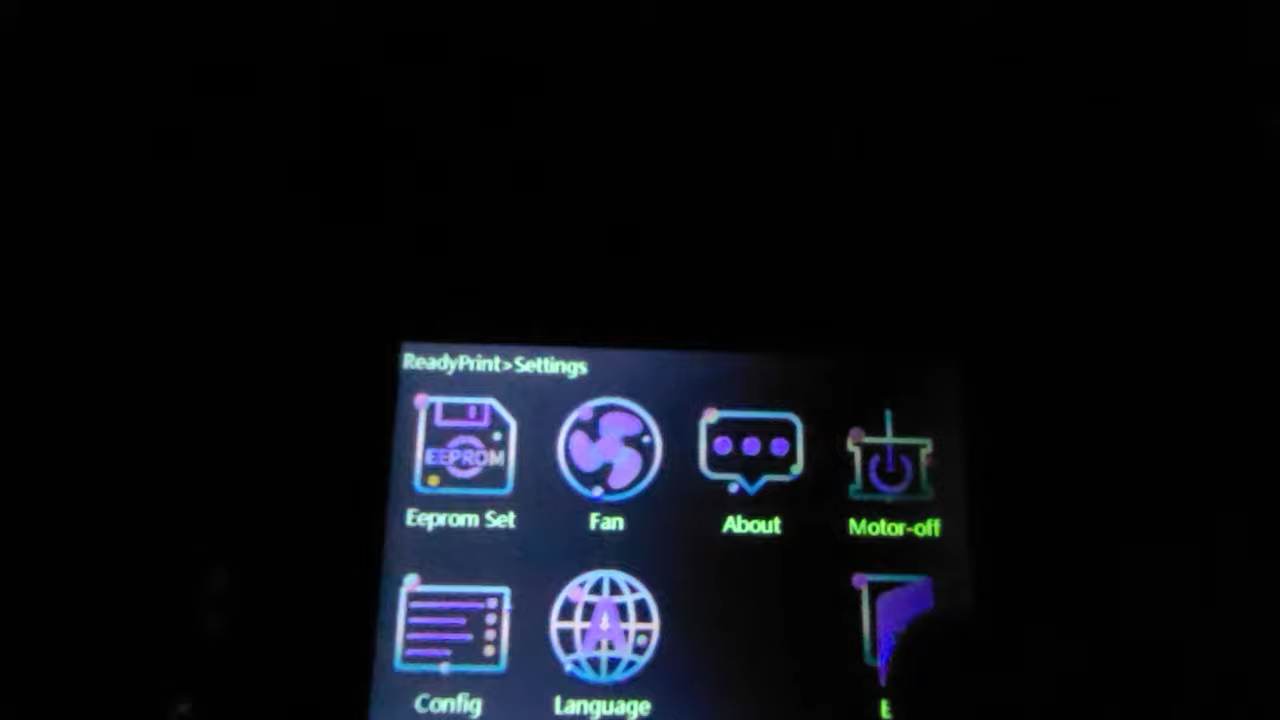 ReadyPrint>Settings
EEPROM
Eeprom Set
Fan
About
Motor-off
A
Config
Language